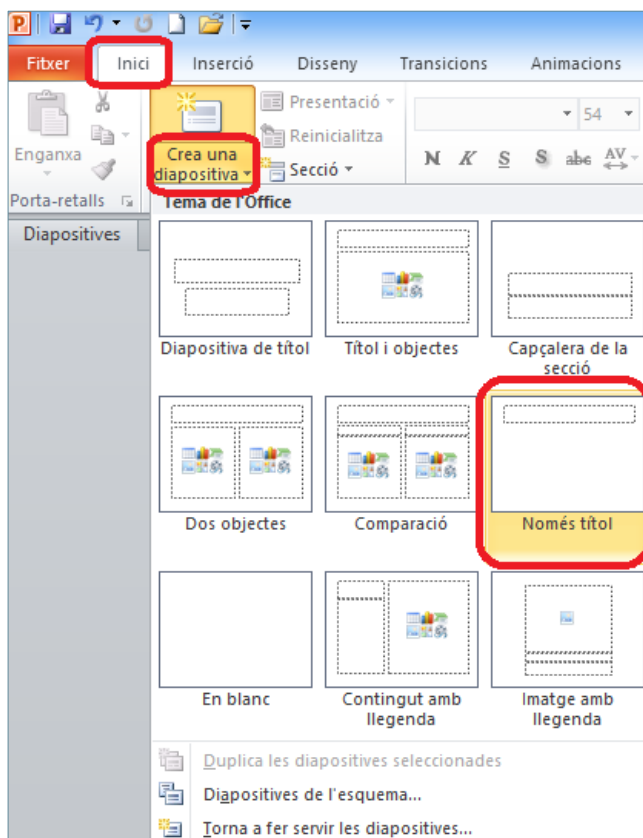 Fitxer Inici Inserció Disseny Transicions Animacions
Enganxa
Porta-retalls
Crea una
diapositiva
Presentació
Reinicialitza
Secció
54
N K S S abc AV
Tema de l'Office
Diapositives
Diapositiva de títol Títol i objectes Capçalera de la
secció
Dos objectes Comparació Només títol
En blanc Contingut amb
llegenda
Imatge amb
llegenda
Duplica les diapositives seleccionades
Diapositives de l'esquema...
Torna a fer servir les diapositives...